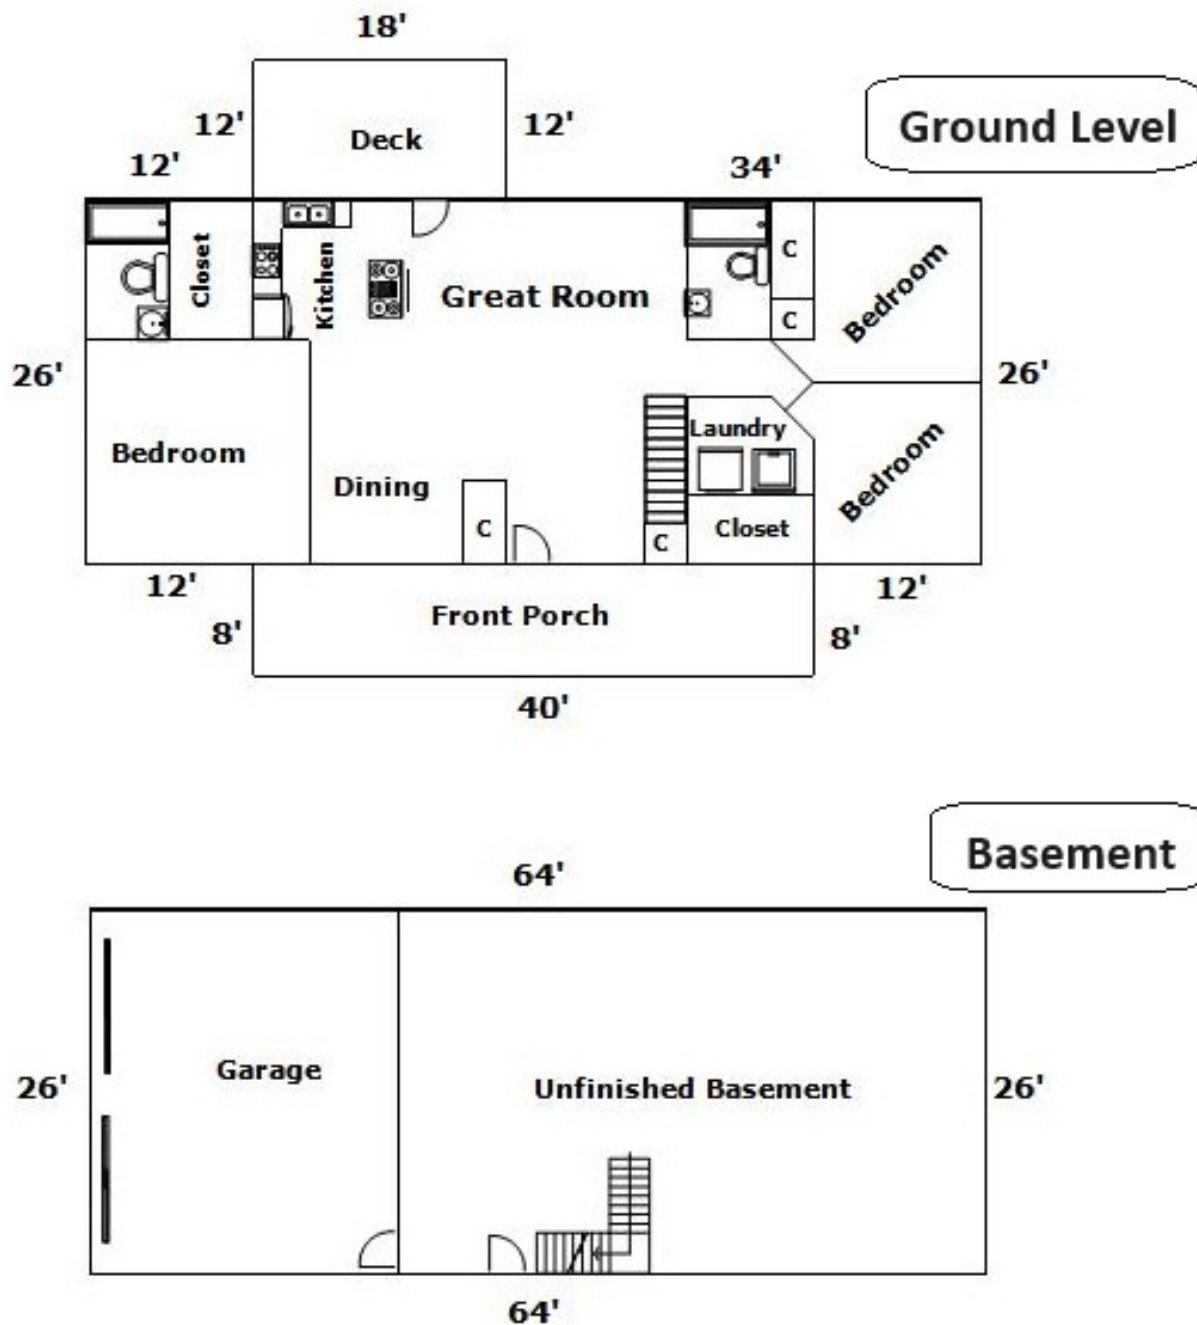 18'
12'
12'
Deck
Ground Level
12'
34'
Closet
Kitchen
Great Room
C
C
Bedroom
26'
26'
Bedroom
Laundry
Bedroom
Dining
C
C
Closet
12'
12'
8'
Front Porch
8'
40'
Basement
64'
Garage
26'
Unfinished Basement
26'
64'